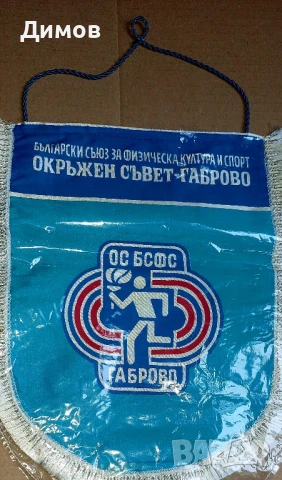 Димов
БЪЛГАРСКИ СЪЮЗ ЗА ФИЗИЧЕСКА КУЛТУРА И СПОРТ
ОКРЪЖЕН СЪВЕТ-ГАБРОВО
ОС БСФС
ГАБРОВО